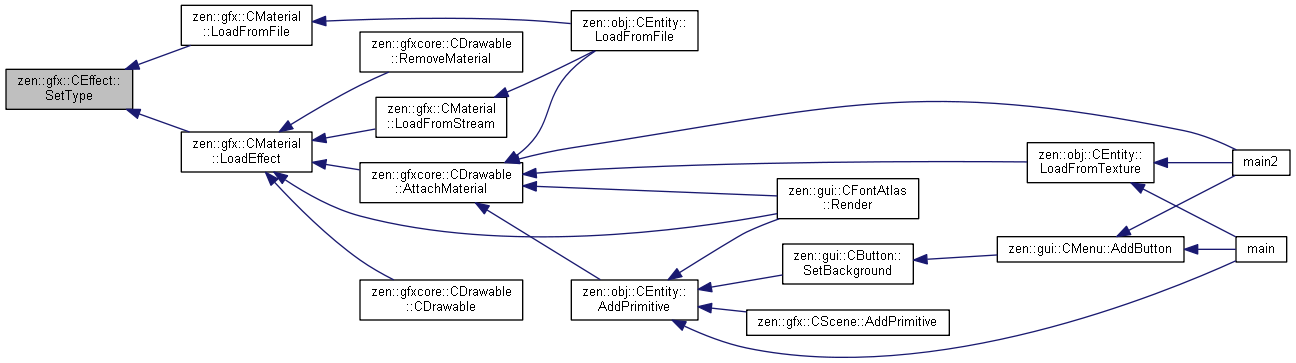 zen::gfx::CEffect::
SetType
zen::gfx::CMaterial
::LoadFromFile
zen::gfx::CMaterial
::LoadEffect
zen::gfxcore::CDrawable
::RemoveMaterial
zen::gfx::CMaterial
::LoadFromStream
zen::gfxcore::CDrawable
::AttachMaterial
zen::gfxcore::CDrawable
::CDrawable
zen::obj::CEntity::
LoadFromFile
zen::obj::CEntity::
AddPrimitive
zen::gui::CFontAtlas
::Render
zen::gui::CButton::
SetBackground
zen::gfx::CScene::AddPrimitive
zen::obj::CEntity::
LoadFromTexture
zen::gui::CMenu::AddButton
main2
main